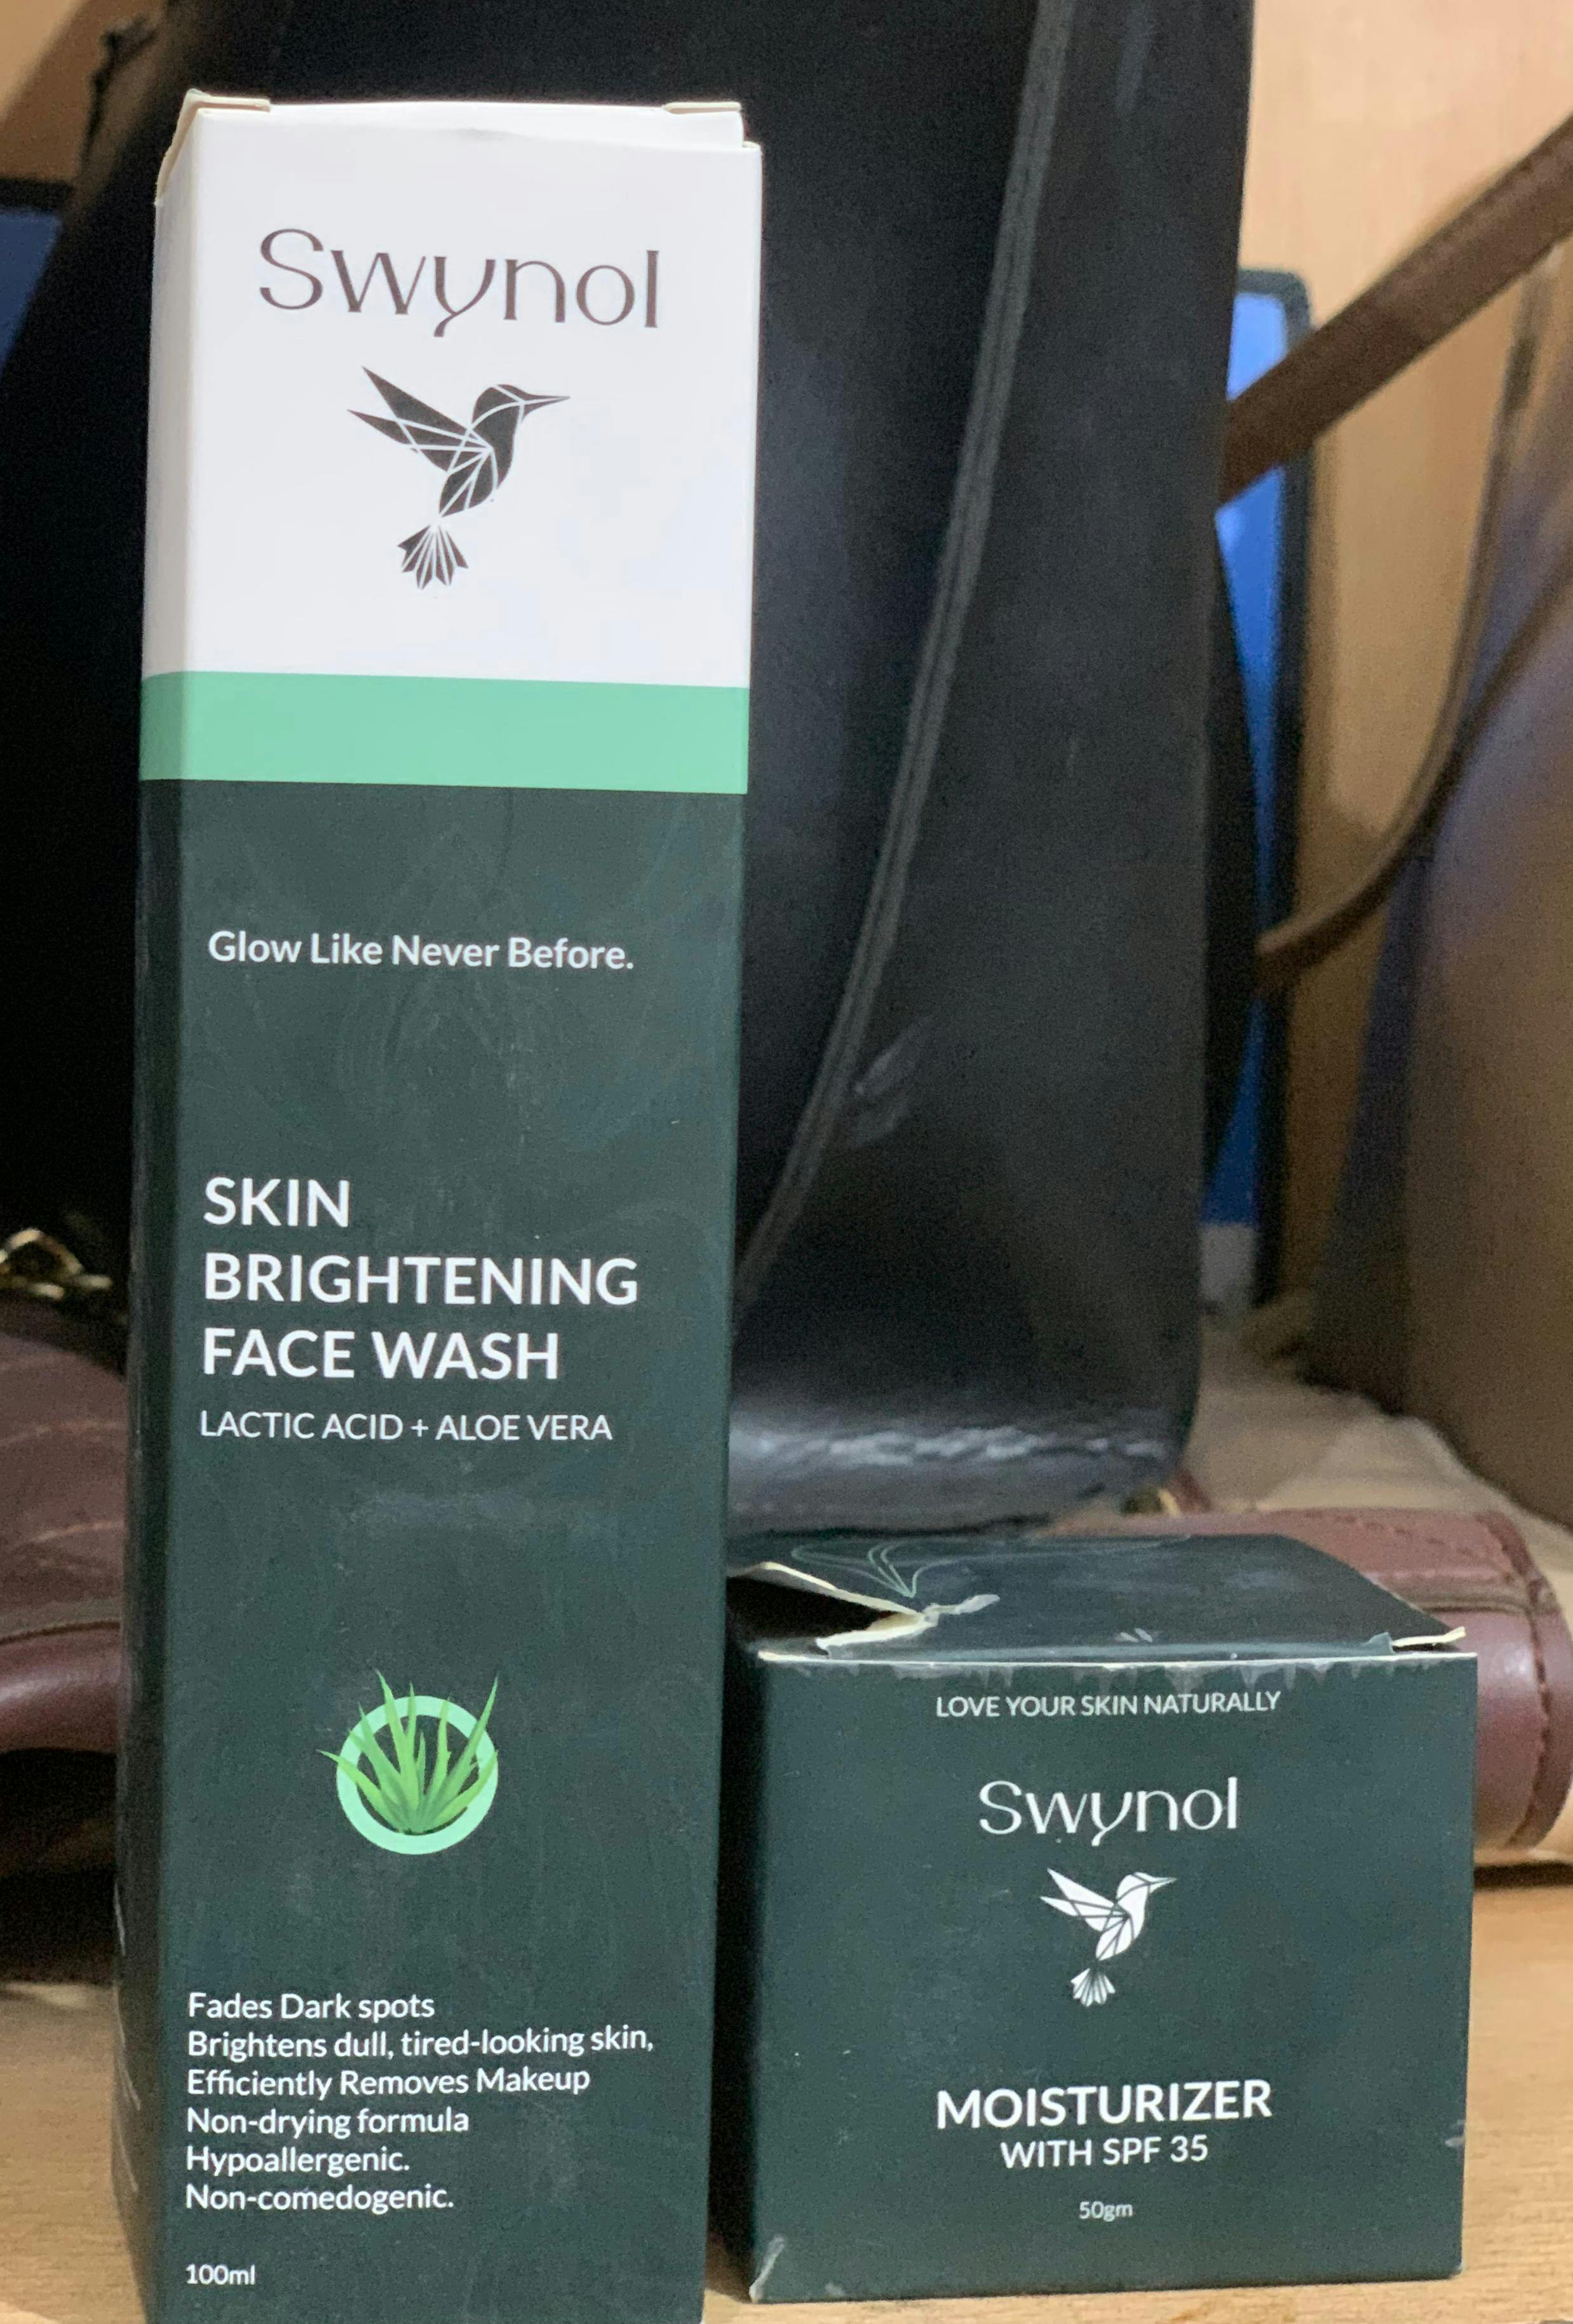 Swynol
Glow Like Never Before.
SKIN
BRIGHTENING
FACE WASH
LACTIC ACID + ALOE VERA
Fades Dark spots
Brightens dull, tired-looking skin,
Efficiently Removes Makeup
Non-drying formula
Hypoallergenic.
Non-comedogenic.
100ml
LOVE YOUR SKIN NATURALLY
Swynol
MOISTURIZER
WITH SPF 35
50gm